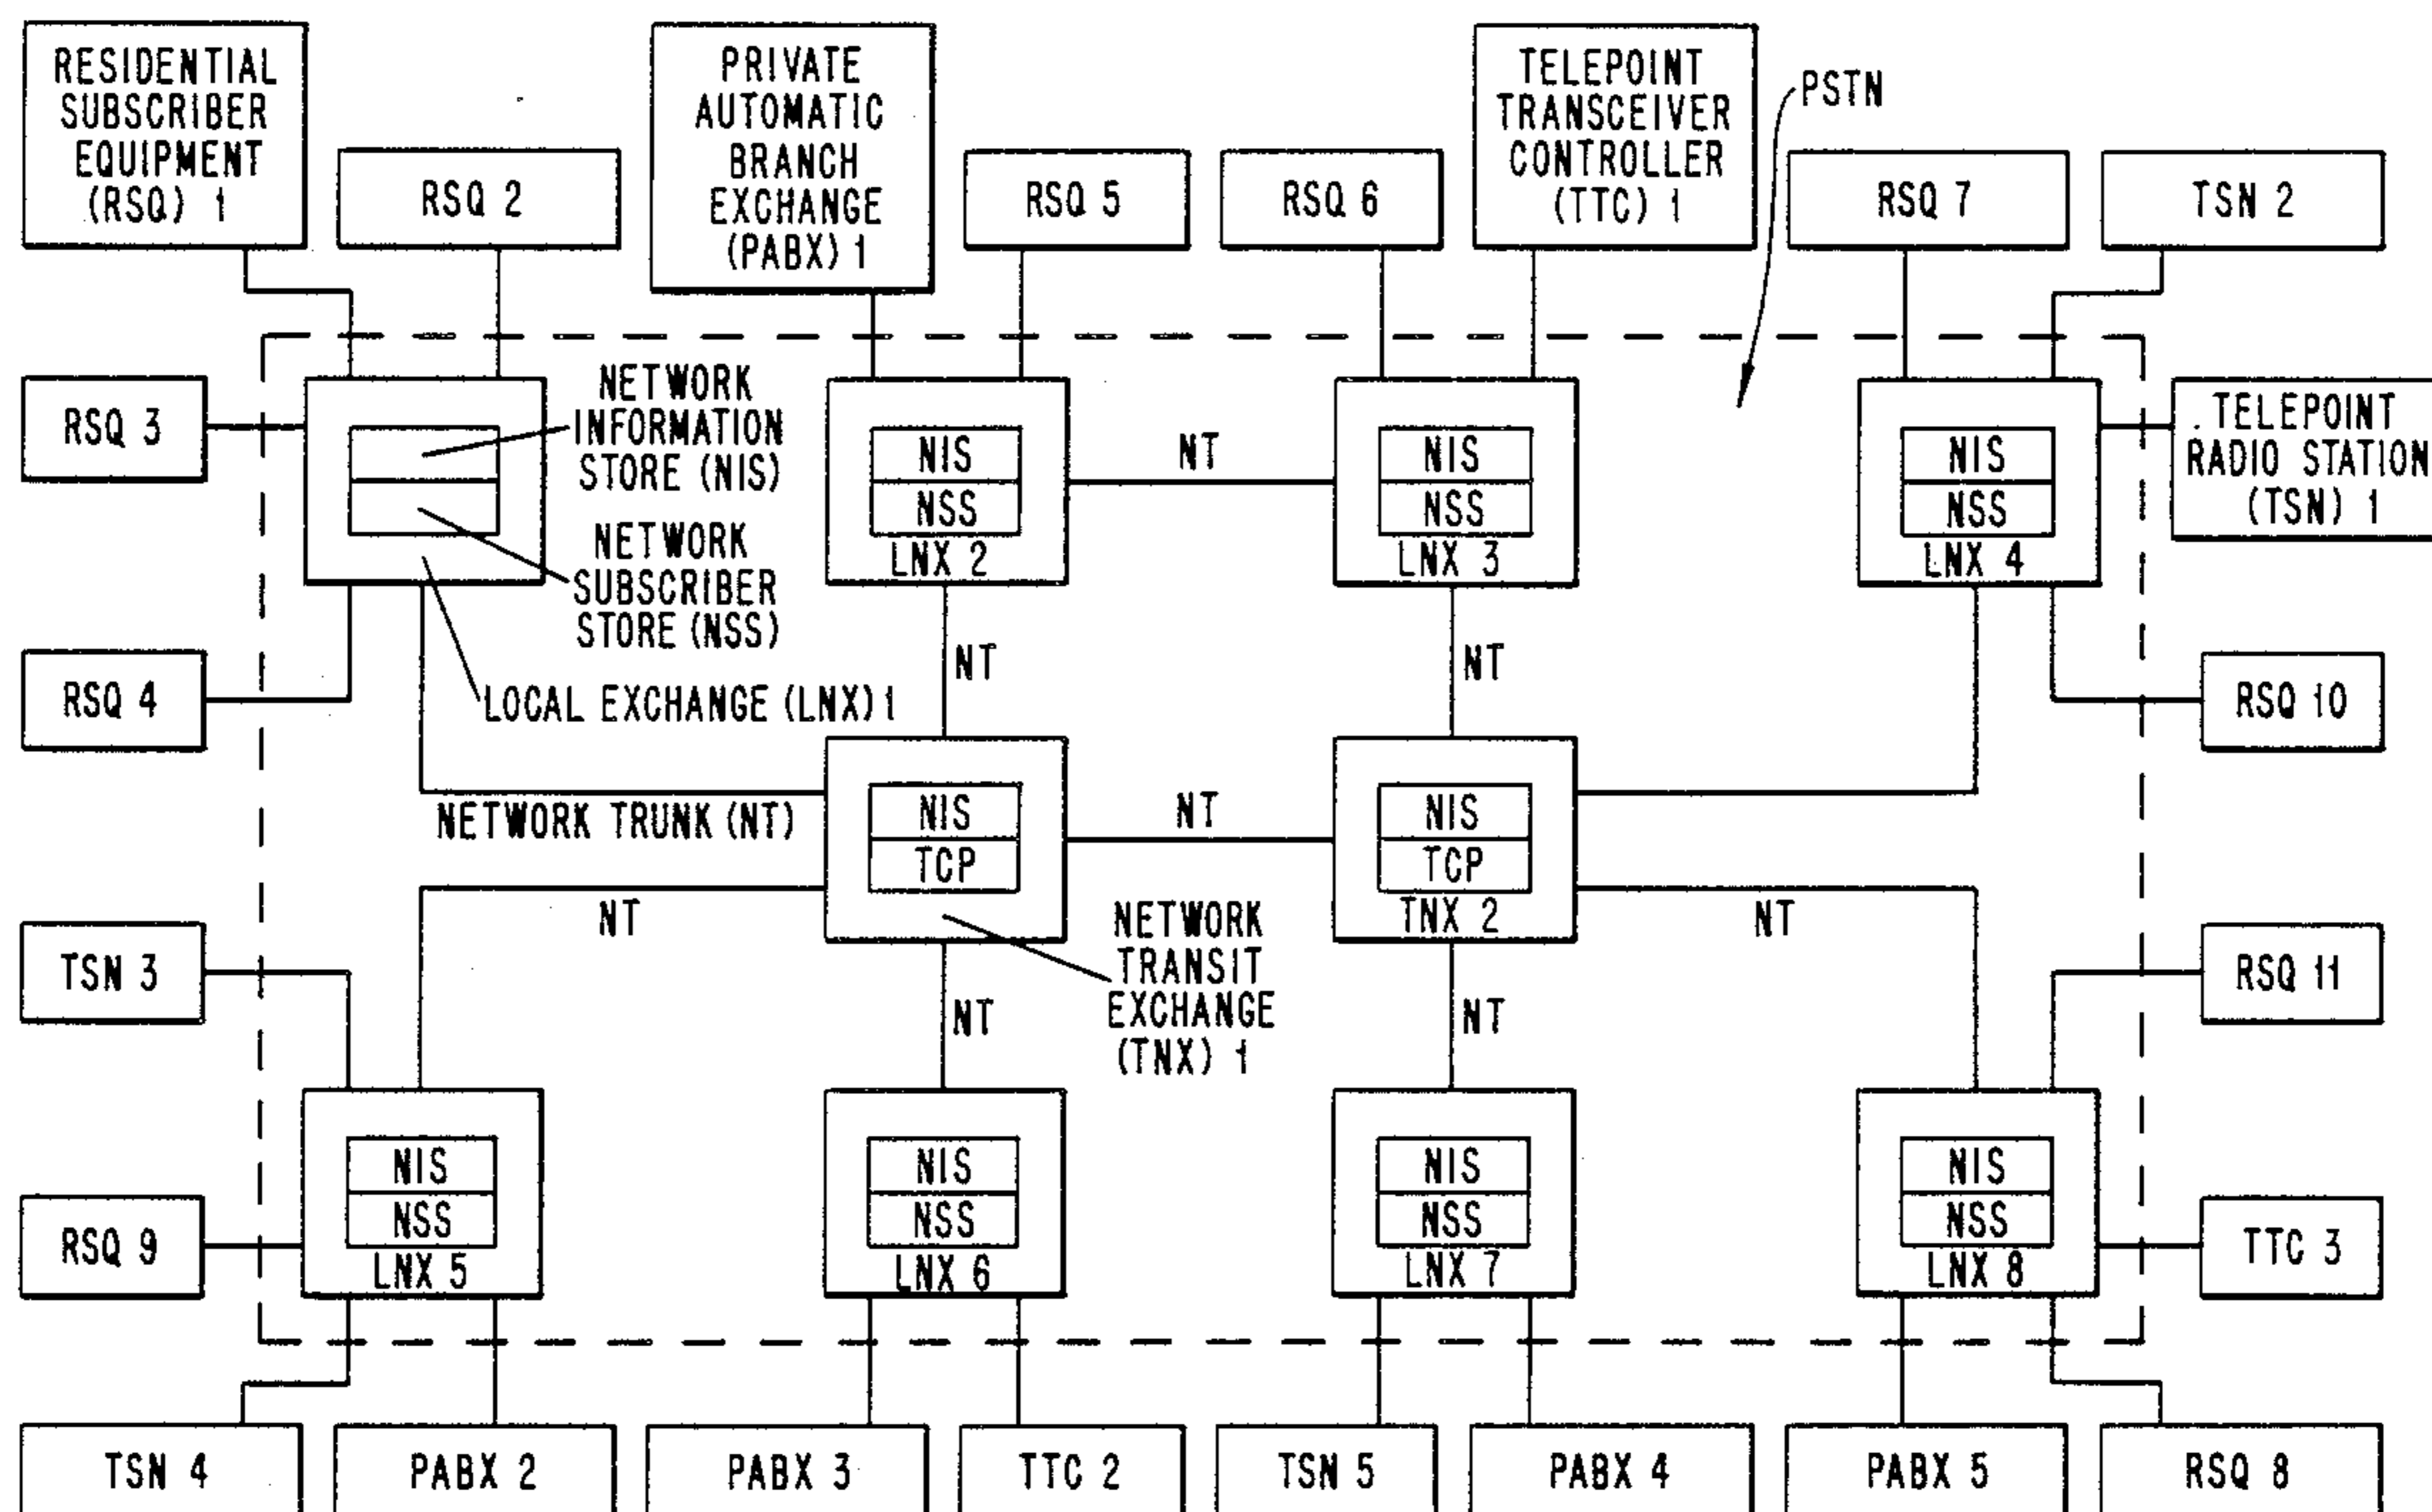 RESIDENTIAL
SUBSCRIBER
EQUIPMENT
(RSQ) 1
RSQ 2
PRIVATE
AUTOMATIC
BRANCH
EXCHANGE
(PABX) 1
RSQ 5
RSQ 6
TELEPOINT
TRANSCEIVER
CONTROLLER
(TTC) 1
PSTN
RSQ 7
TSN 2
RSQ 3
NETWORK
INFORMATION
STORE (NIS)
NETWORK
SUBSCRIBER
STORE (NSS)
LOCAL EXCHANGE (LNX) 1
NIS
NSS
LNX 2
NT
NIS
NSS
LNX 3
NIS
NSS
LNX 4
TELEPOINT
RADIO STATION
(TSN) 1
RSQ 4
NT
NT
RSQ 10
NETWORK TRUNK (NT)
NIS
TCP
NT
NIS
TCP
TNX 2
NT
NETWORK
TRANSIT
EXCHANGE
(TNX) 1
NT
TSN 3
NT
NT
RSQ 11
RSQ 9
NIS
NSS
LNX 5
NIS
NSS
LNX 6
NIS
NSS
LNX 7
NIS
NSS
LNX 8
TTC 3
TSN 4
PABX 2
PABX 3
TTC 2
TSN 5
PABX 4
PABX 5
RSQ 8